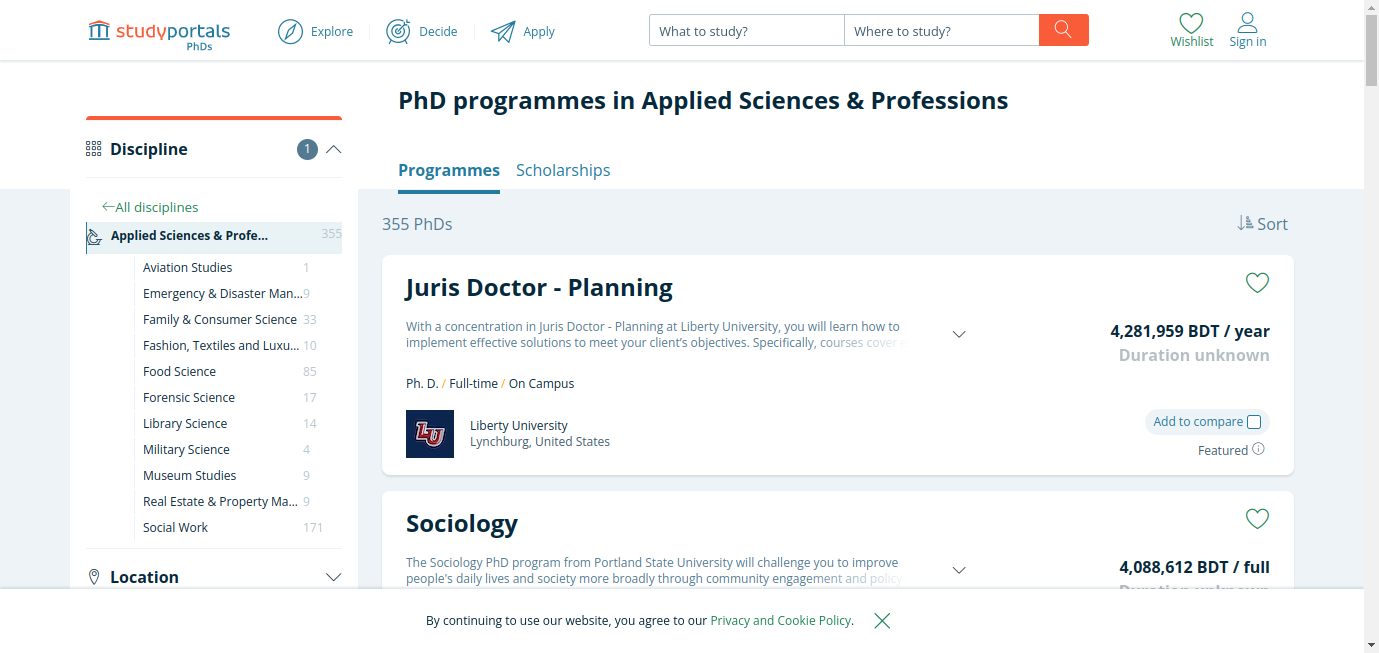 studyportals
PhDs
Explore
Decide
Apply
What to study?
Where to study?
Wishlist
Sign in
PhD programmes in Applied Sciences & Professions
Discipline
1
Programmes
Scholarships
All disciplines
Applied Sciences & Profe...
355
Aviation Studies
1
Emergency & Disaster Man...
9
Family & Consumer Science
33
Fashion, Textiles and Luxu...
10
Food Science
85
Forensic Science
17
Library Science
14
Military Science
4
Museum Studies
9
Real Estate & Property Ma...
9
Social Work
171
Location
355 PhDs
Sort
Juris Doctor - Planning
With a concentration in Juris Doctor - Planning at Liberty University, you will learn how to
implement effective solutions to meet your client's objectives. Specifically, courses cover
4,281,959 BDT / year
Duration unknown
Ph. D. / Full-time / On Campus
LU
Liberty University
Lynchburg, United States
Add to compare
Featured
Sociology
The Sociology PhD program from Portland State University will challenge you to improve
people's daily lives and society more broadly through community engagement and policy
4,088,612 BDT / full
Duration unknown
By continuing to use our website, you agree to our Privacy and Cookie Policy.